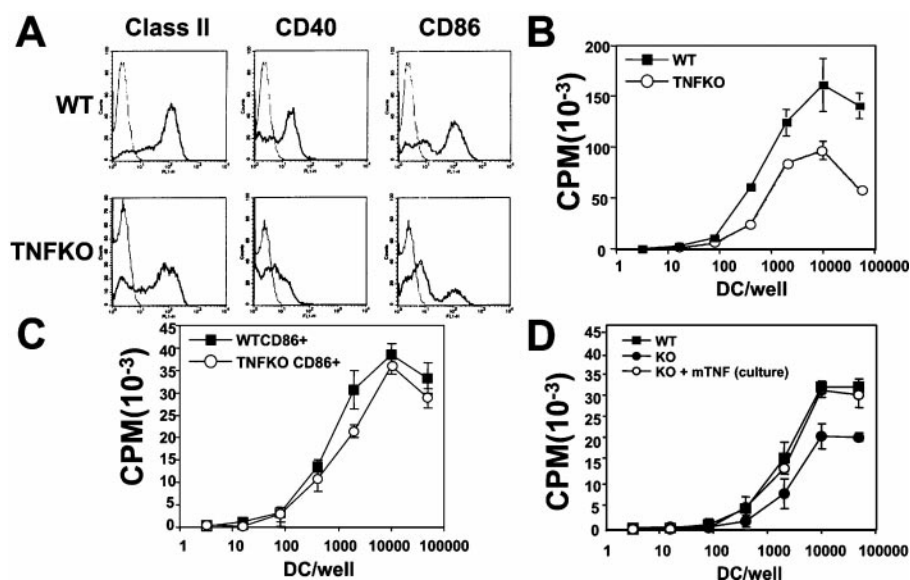 A
Class II
CD40
CD86
WT
TNFKO
B
WT
TNFKO
200
150
100
50
0
CPM(10-3)
1
10
100
1000
10000
100000
DC/well
C
WTCD86+
TNFKO CD86+
45
40
35
30
25
20
15
10
5
0
CPM(10-3)
1
10
100
1000
10000
100000
DC/well
D
WT
KO
KO + mTNF (culture)
45
35
30
20
15
10
5
0
CPM(10-3)
1
10
100
1000
10000
100000
DC/well